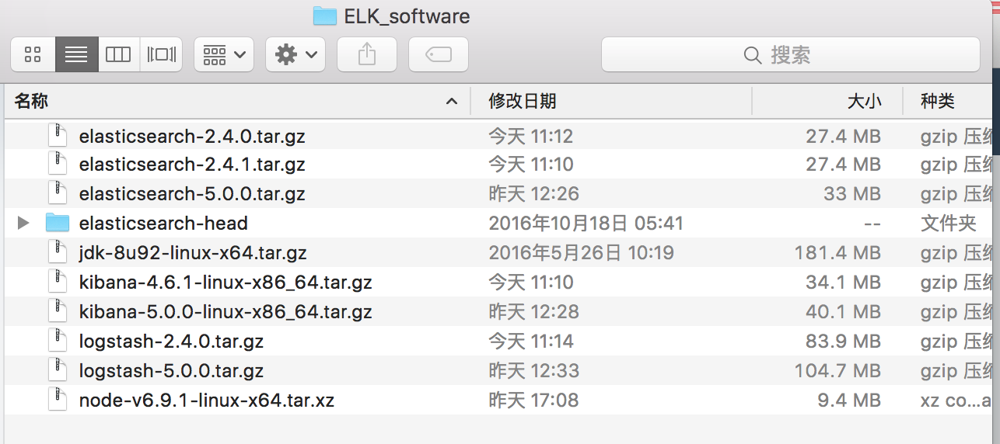 ELK_software
搜索
名称 修改日期 大小 种类
elasticsearch-2.4.0.tar.gz 今天 11:12 27.4 MB gzip 压缩
elasticsearch-2.4.1.tar.gz 今天 11:10 27.4 MB gzip 压缩
elasticsearch-5.0.0.tar.gz 昨天 12:26 33 MB gzip 压缩
elasticsearch-head 2016年10月18日 05:41 -- 文件夹
jdk-8u92-linux-x64.tar.gz 2016年5月26日 10:19 181.4 MB gzip 压缩
kibana-4.6.1-linux-x86_64.tar.gz 今天 11:10 34.1 MB gzip 压缩
kibana-5.0.0-linux-x86_64.tar.gz 昨天 12:28 40.1 MB gzip 压缩
logstash-2.4.0.tar.gz 今天 11:14 83.9 MB gzip 压缩
logstash-5.0.0.tar.gz 昨天 12:33 104.7 MB gzip 压缩
node-v6.9.1-linux-x64.tar.xz 昨天 17:08 9.4 MB xz co...a